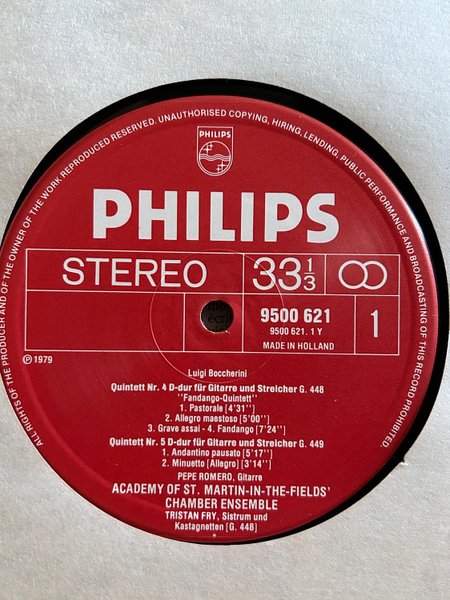 ALL RIGHTS OF THE PRODUCER AND OF THE OWNER OF THE WORK REPRODUCED RESERVED. UNAUTHORISED COPYING, HIRING, LENDING, PUBLIC PERFORMANCE AND BROADCASTING OF THIS RECORD PROHIBITED.
PHILIPS
PHILIPS
STEREO 33 1/3
9500 621
9500 621. 1 Y
MADE IN HOLLAND
1
℗ 1979
Luigi Boccherini
Quintett Nr. 4 D-dur für Gitarre und Streicher G. 448
"Fandango-Quintett"
1. Pastorale [4'31"]
2. Allegro maestoso [5'00"]
3. Grave assai - 4. Fandango [7'24"]
Quintett Nr. 5 D-dur für Gitarre und Streicher G. 449
1. Andantino pausato [5'17"]
2. Minuetto [Allegro] [3'14"]
PEPE ROMERO, Gitarre
ACADEMY OF ST. MARTIN-IN-THE-FIELDS'
CHAMBER ENSEMBLE
TRISTAN FRY, Sistrum und
Kastagnetten [G. 448]